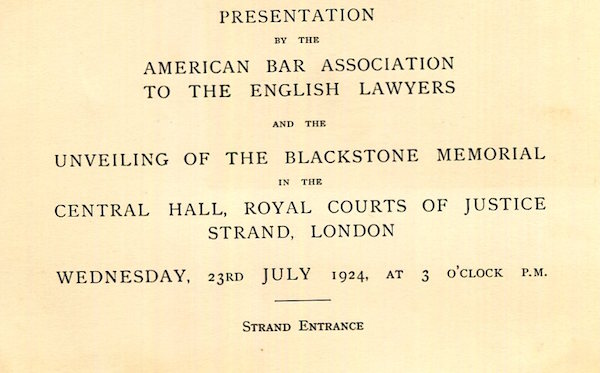 PRESENTATION
BY THE
AMERICAN BAR ASSOCIATION
TO THE ENGLISH LAWYERS
AND THE
UNVEILING OF THE BLACKSTONE MEMORIAL
IN THE
CENTRAL HALL, ROYAL COURTS OF JUSTICE
STRAND, LONDON
WEDNESDAY, 23RD JULY 1924, AT 3 O'CLOCK P.M.
STRAND ENTRANCE